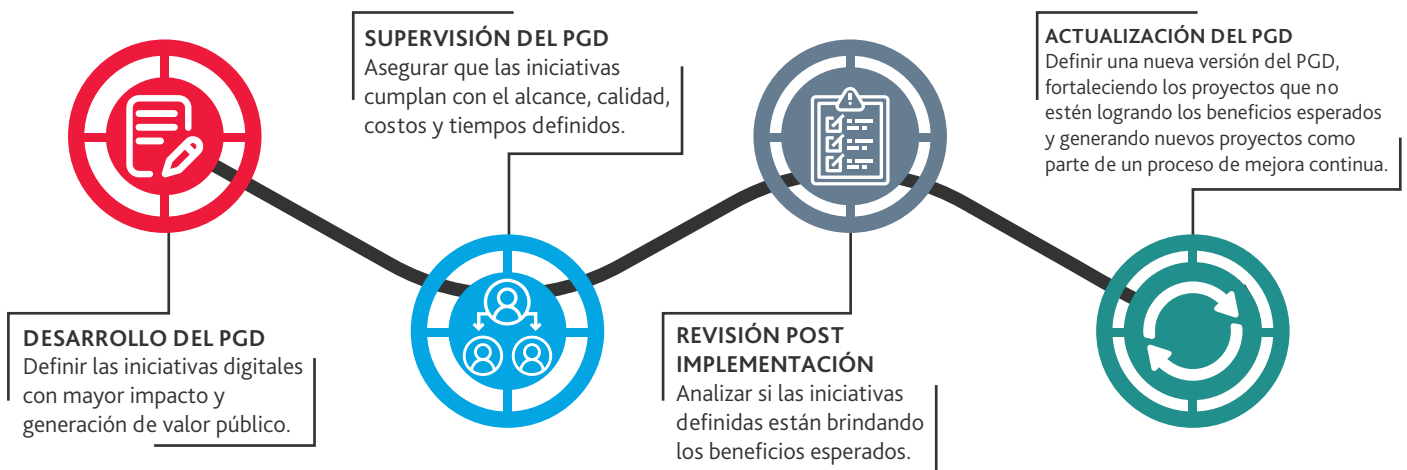 DESARROLLO DEL PGD
Definir las iniciativas digitales
con mayor impacto y
generación de valor público.
SUPERVISIÓN DEL PGD
Asegurar que las iniciativas
cumplan con el alcance, calidad,
costos y tiempos definidos.
REVISIÓN POST
IMPLEMENTACIÓN
Analizar si las iniciativas
definidas están brindando
los beneficios esperados.
ACTUALIZACIÓN DEL PGD
Definir una nueva versión del PGD,
fortaleciendo los proyectos que no
estén logrando los beneficios esperados
y generando nuevos proyectos como
parte de un proceso de mejora continua.